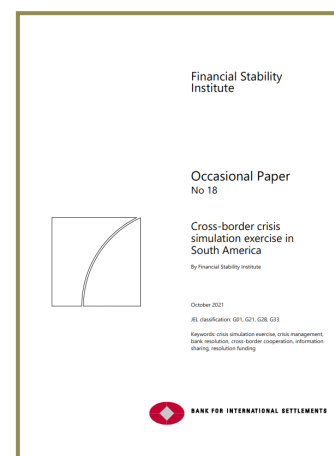 Financial Stability
Institute
Occasional Paper
No 18
Cross-border crisis
simulation exercise in
South America
By Financial Stability Institute
October 2021
JEL classification: G01, G21, G28, G33
Keywords: crisis simulation exercise, crisis management,
bank resolution, cross-border cooperation, information
sharing, resolution funding
BANK FOR INTERNATIONAL SETTLEMENTS